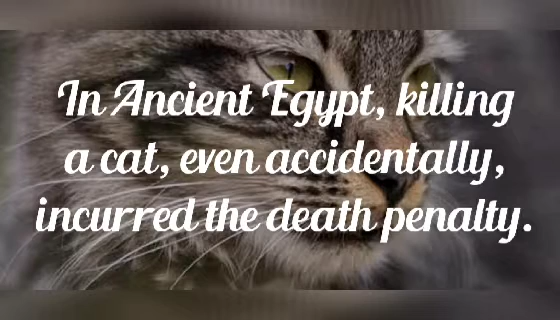 In Ancient Egypt, killing
a cat, even accidentally,
incurred the death penalty.